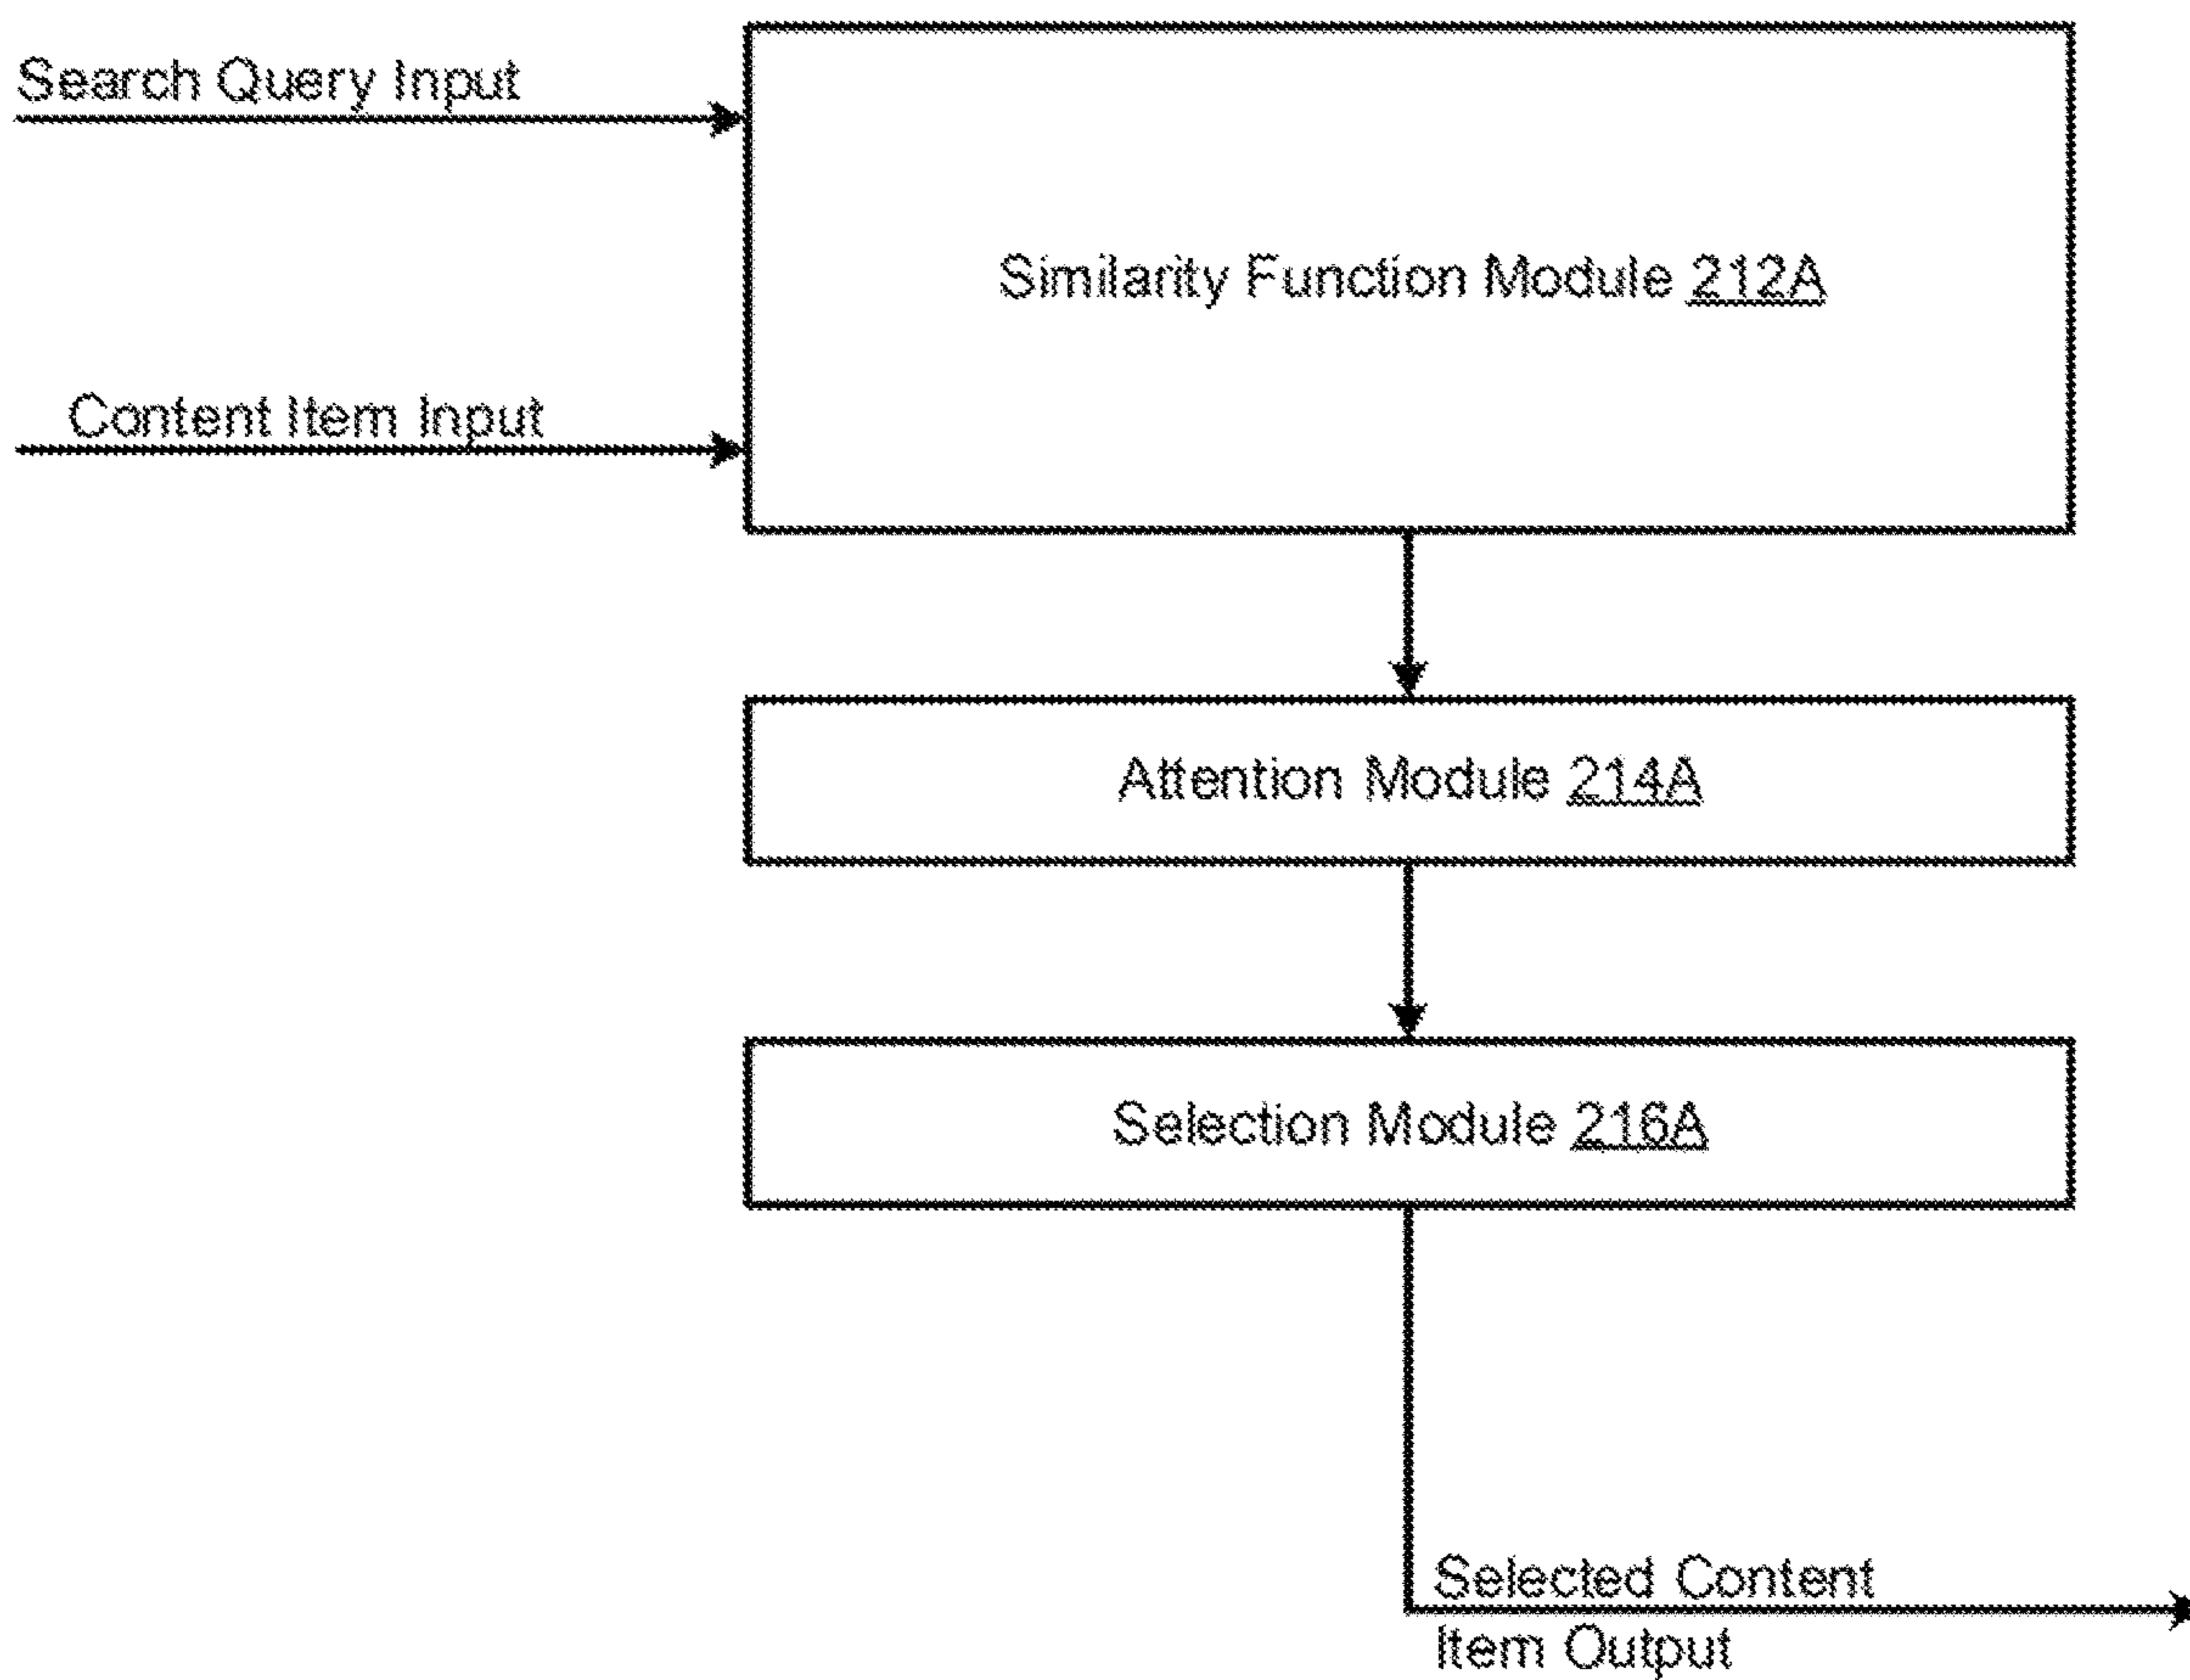 Search Query Input
Similarity Function Module 212A
Content Item Input
Attention Module 214A
Selection Module 216A
Selected Content
Item Output